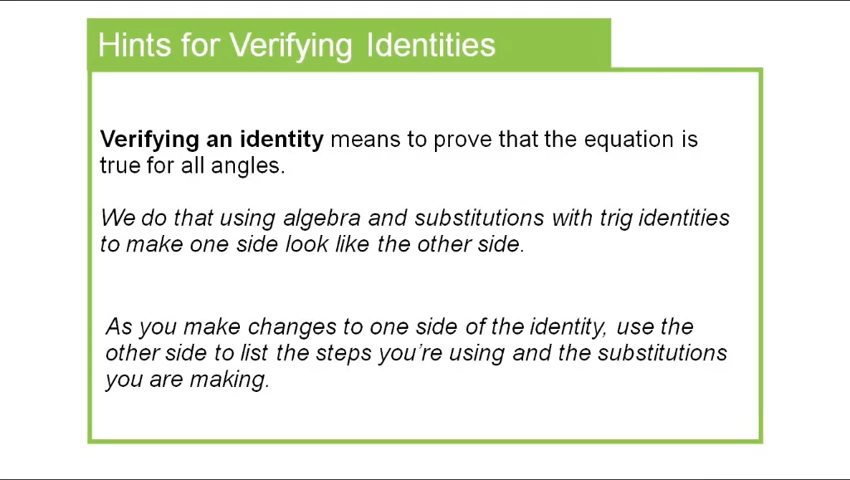 Hints for Verifying Identities
Verifying an identity means to prove that the equation is
true for all angles.
We do that using algebra and substitutions with trig identities
to make one side look like the other side.
As you make changes to one side of the identity, use the
other side to list the steps you’re using and the substitutions
you are making.